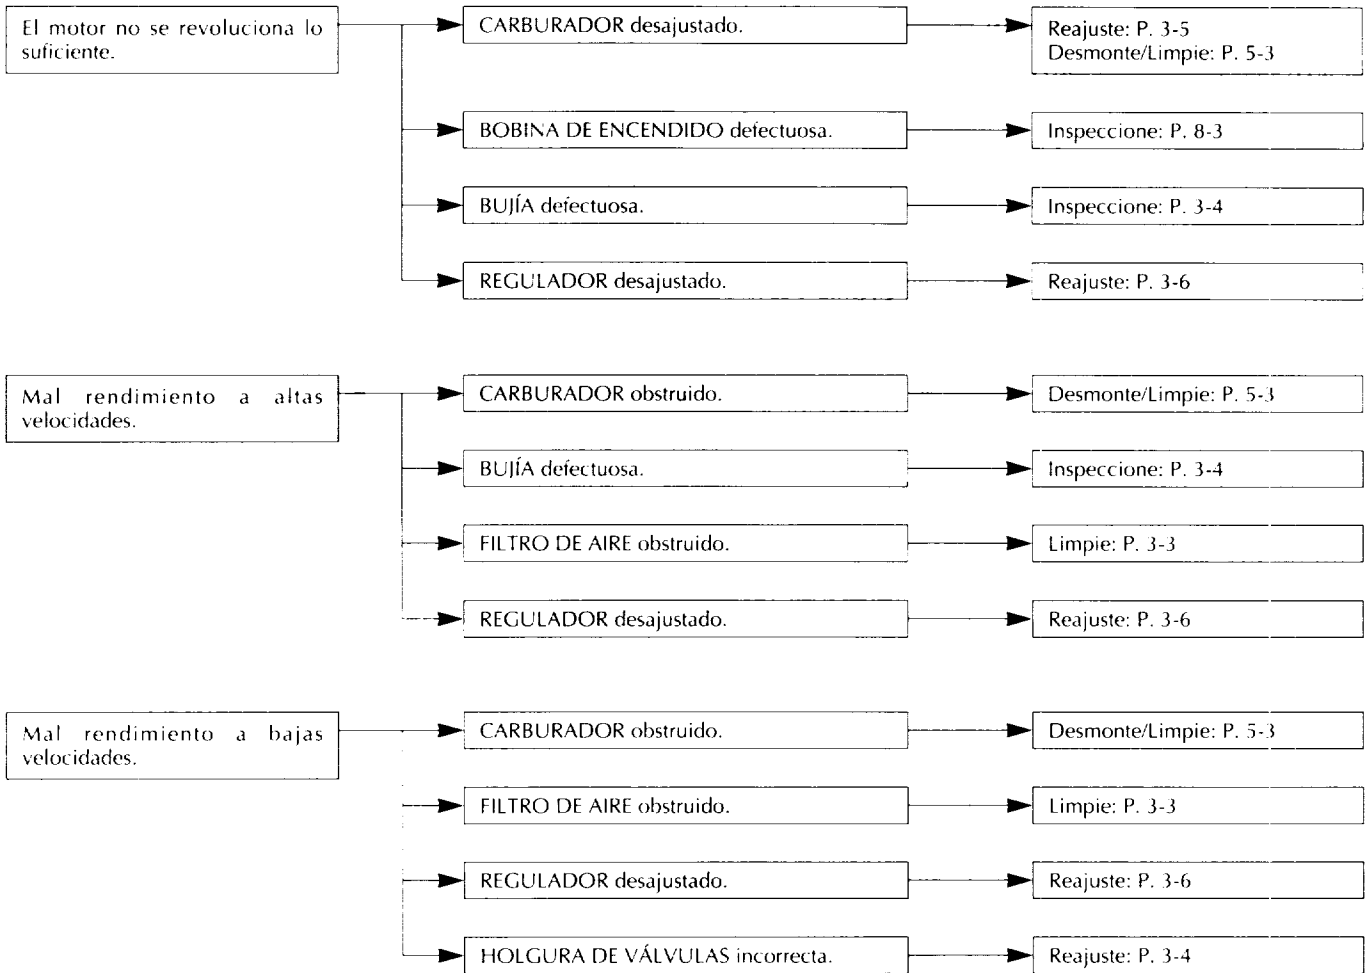 El motor no se revoluciona lo
suficiente.
CARBURADOR desajustado.
Reajuste: P. 3-5
Desmonte/Limpie: P. 5-3
BOBINA DE ENCENDIDO defectuosa.
Inspeccione: P. 8-3
BUJÍA defectuosa.
Inspeccione: P. 3-4
REGULADOR desajustado.
Reajuste: P. 3-6
Mal rendimiento a altas
velocidades.
CARBURADOR obstruido.
Desmonte/Limpie: P. 5-3
BUJÍA defectuosa.
Inspeccione: P. 3-4
FILTRO DE AIRE obstruido.
Limpie: P. 3-3
REGULADOR desajustado.
Reajuste: P. 3-6
Mal rendimiento a bajas
velocidades.
CARBURADOR obstruido.
Desmonte/Limpie: P. 5-3
FILTRO DE AIRE obstruido.
Limpie: P. 3-3
REGULADOR desajustado.
Reajuste: P. 3-6
HOLGURA DE VÁLVULAS incorrecta.
Reajuste: P. 3-4